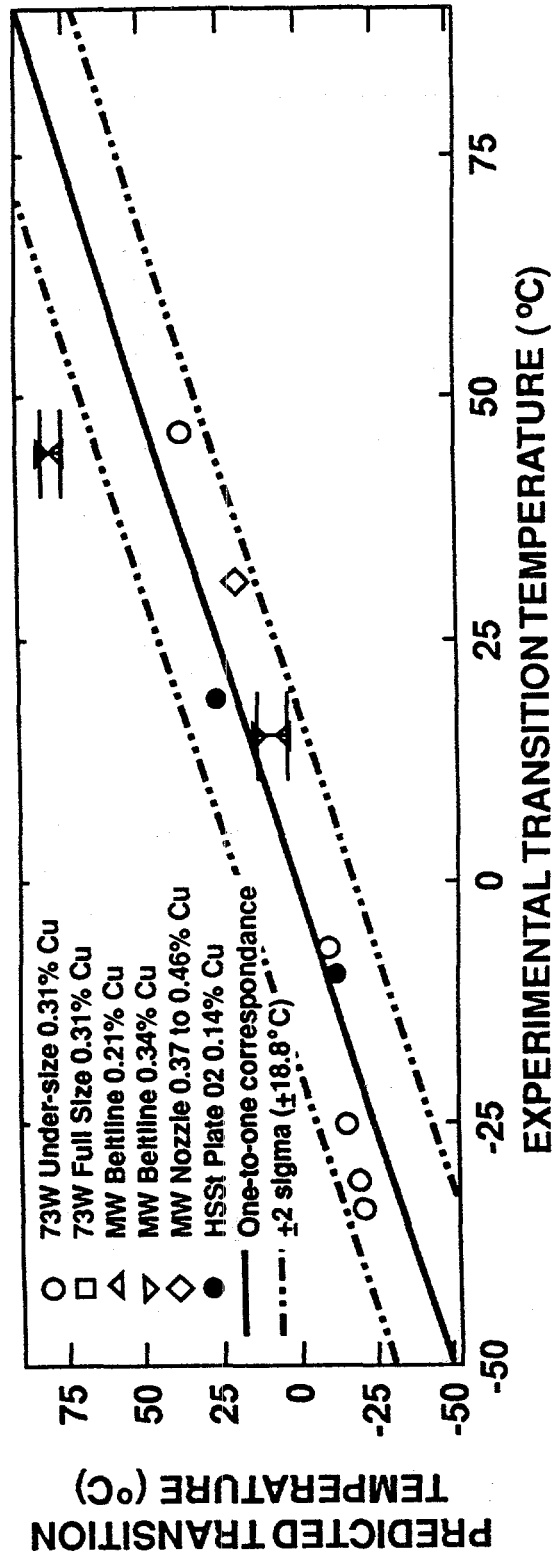 PREDICTED TRANSITION
TEMPERATURE (°C)
75
50
25
0
-25
-50
73W Under-size 0.31% Cu
73W Full Size 0.31% Cu
MW Beltline 0.21% Cu
MW Beltline 0.34% Cu
MW Nozzle 0.37 to 0.46% Cu
HSSt Plate 02 0.14% Cu
One-to-one correspondance
±2 sigma (±18.8°C)
-50
-25
0
25
50
75
EXPERIMENTAL TRANSITION TEMPERATURE (°C)